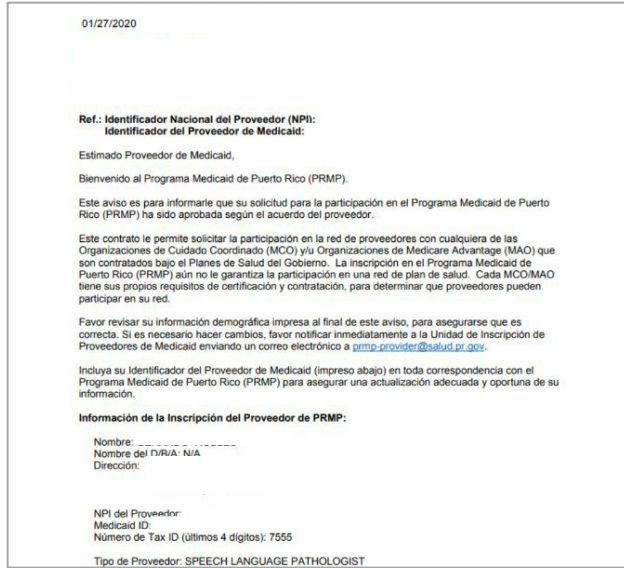 01/27/2020
Ref.: Identificador Nacional del Proveedor (NPI):
Identificador del Proveedor de Medicaid:
Estimado Proveedor de Medicaid,
Bienvenido al Programa Medicaid de Puerto Rico (PRMP).
Este aviso es para informarle que su solicitud para la participación en el Programa Medicaid de Puerto
Rico (PRMP) ha sido aprobada según el acuerdo del proveedor.
Este contrato le permite solicitar la participación en la red de proveedores con cualquiera de las
Organizaciones de Cuidado Coordinado (MCO) y/u Organizaciones de Medicare Advantage (MAO) que
son contratados bajo el Planes de Salud del Gobierno. La inscripción en el Programa Medicaid de
Puerto Rico (PRMP) aún no le garantiza la participación en una red de plan de salud. Cada MCO/MAO
tiene sus propios requisitos de certificación y contratación, para determinar que proveedores pueden
participar en su red.
Favor revisar su información demográfica impresa al final de este aviso, para asegurarse que es
correcta. Si es necesario hacer cambios, favor notificar inmediatamente a la Unidad de Inscripción de
Proveedores de Medicaid enviando un correo electrónico a prmp-provider@salud.pr.gov.
Incluya su Identificador del Proveedor de Medicaid (impreso abajo) en toda correspondencia con el
Programa Medicaid de Puerto Rico (PRMP) para asegurar una actualización adecuada y oportuna de su
información.
Información de la Inscripción del Proveedor de PRMP:
Nombre:
Nombre del D/B/A: N/A
Dirección:
NPI del Proveedor:
Medicaid ID:
Número de Tax ID (últimos 4 dígitos): 7555
Tipo de Proveedor: SPEECH LANGUAGE PATHOLOGIST